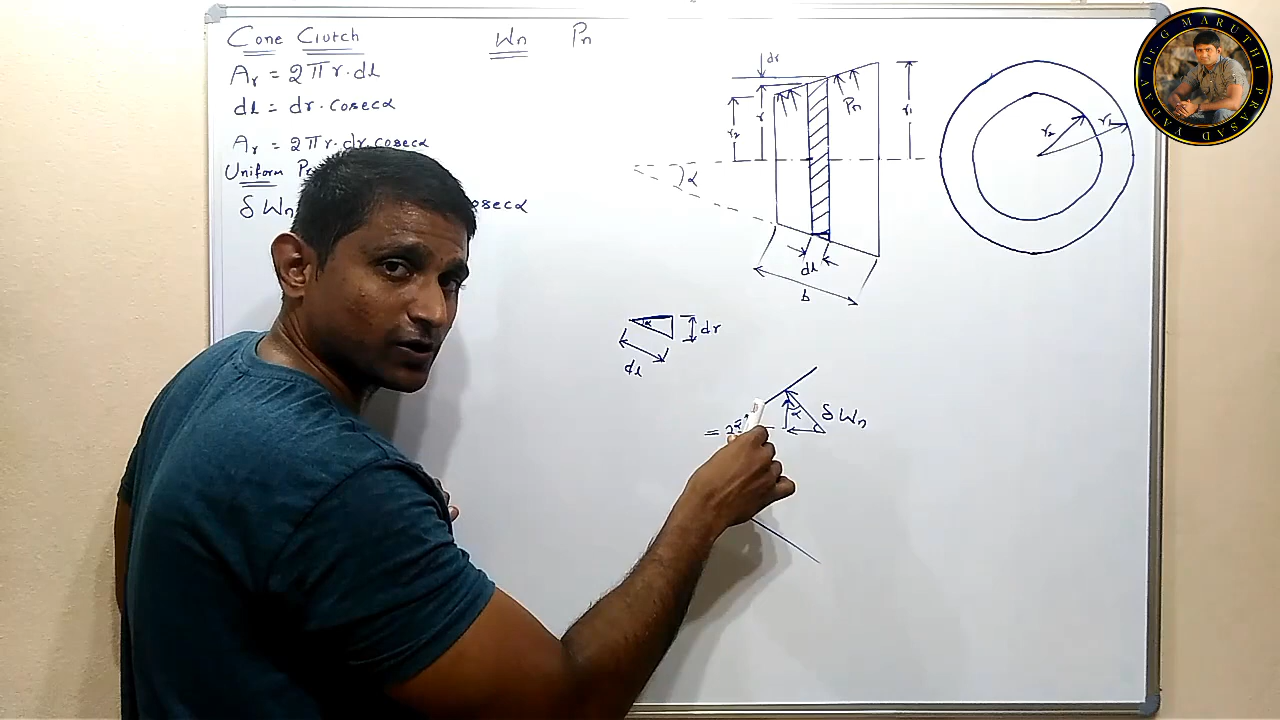 Cone Clutch
Wn Pn
Ar = 2πr.dl
dl = dr.cosecα
Ar = 2πr.dr.cosecα
Uniform
δWn
cosecα
dr
r2
r
Pn
r1
α
dl
b
r2
r1
α
dr
dl
α
δWn
Dr. G MARUTHI PRASAD YADAV